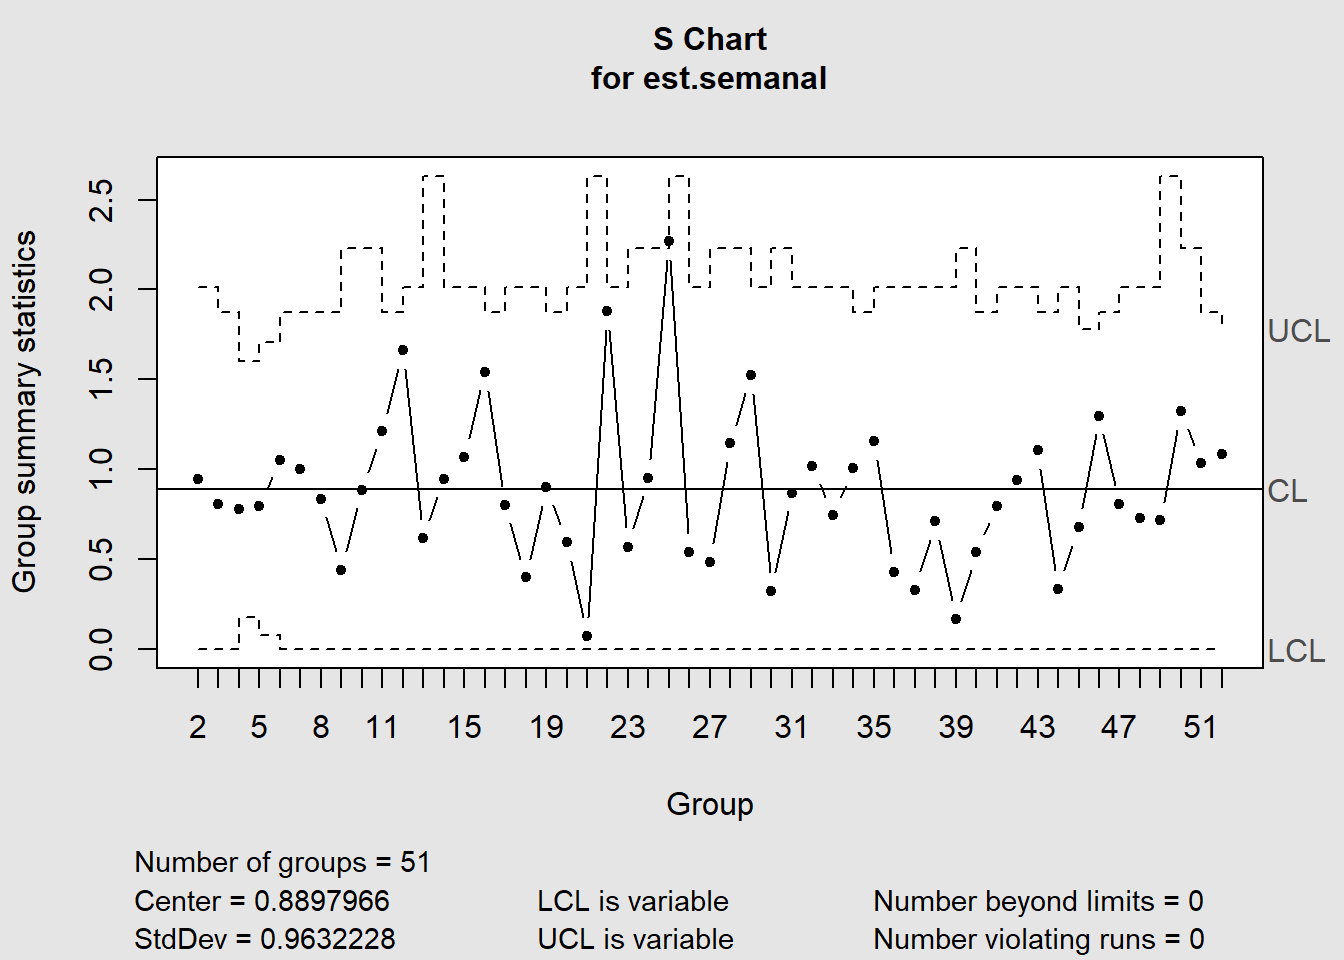 S Chart
for est.semanal
Group summary statistics
2.5
2.0
1.5
1.0
0.5
0.0
UCL
CL
LCL
2 5 8 11 15 19 23 27 31 35 39 43 47 51
Group
Number of groups = 51
Center = 0.8897966 LCL is variable Number beyond limits = 0
StdDev = 0.9632228 UCL is variable Number violating runs = 0